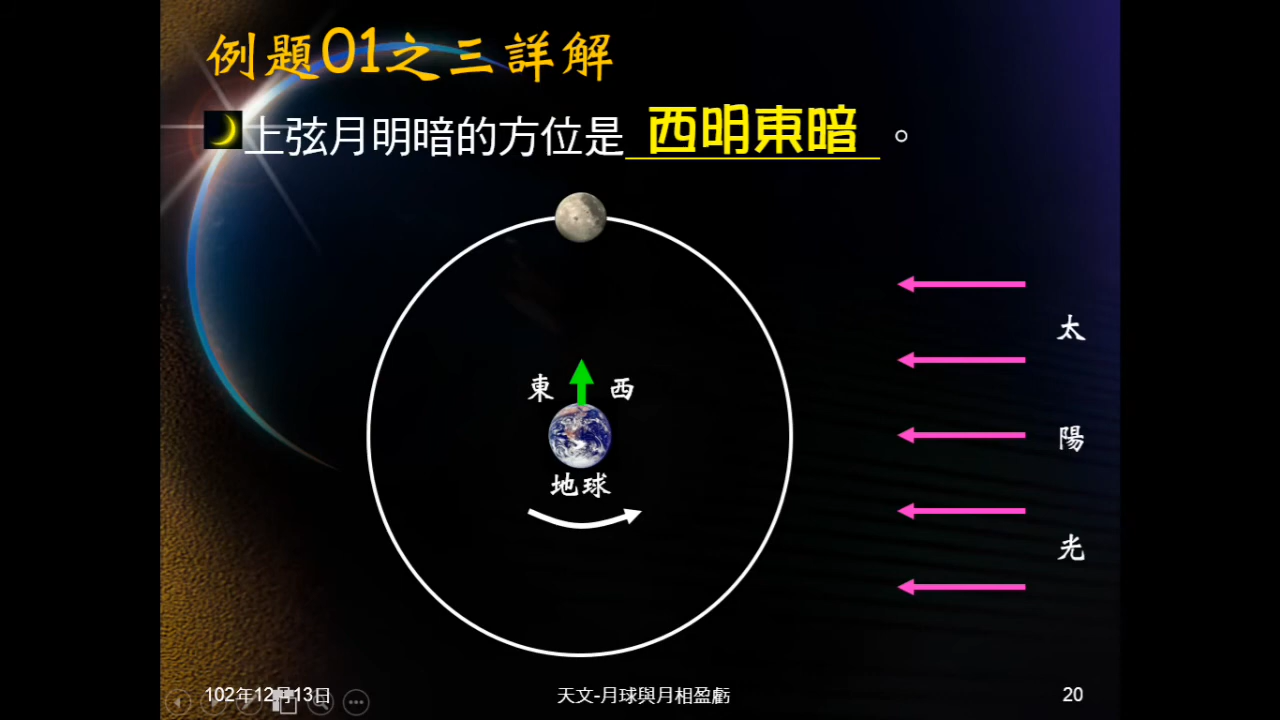 例題01之三詳解
上弦月明暗的方位是 西明東暗 。
東 西
地球
太
陽
光
102年12月13日 天文-月球與月相盈虧 20